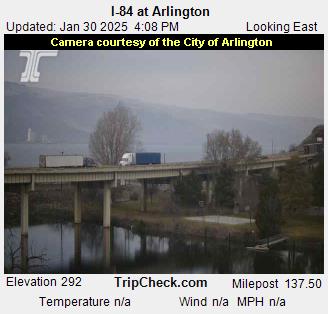 I-84 at Arlington
Updated: Jan 30 2025 4:08 PM Looking East
Camera courtesy of the City of Arlington
Elevation 292 TripCheck.com Milepost 137.50
Temperature n/a Wind n/a MPH n/a